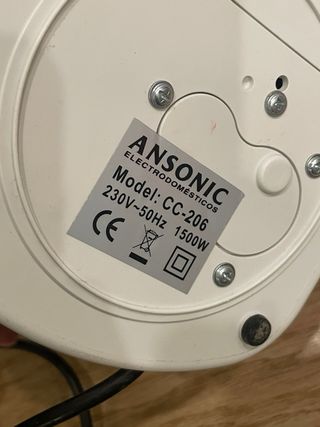 ANSONIC
ELECTRODOMÉSTICOS
Model: CC-206
230V~50Hz 1500W
CE